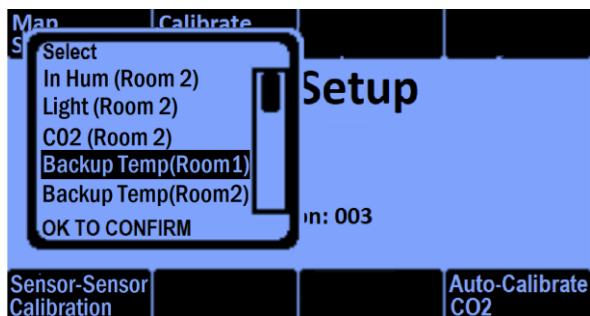 Map
S
Calibrate
Select
In Hum (Room 2)
Light (Room 2)
CO2 (Room 2)
Backup Temp(Room1)
Backup Temp(Room2)
OK TO CONFIRM
Setup
on: 003
Sensor-Sensor
Calibration
Auto-Calibrate
CO2